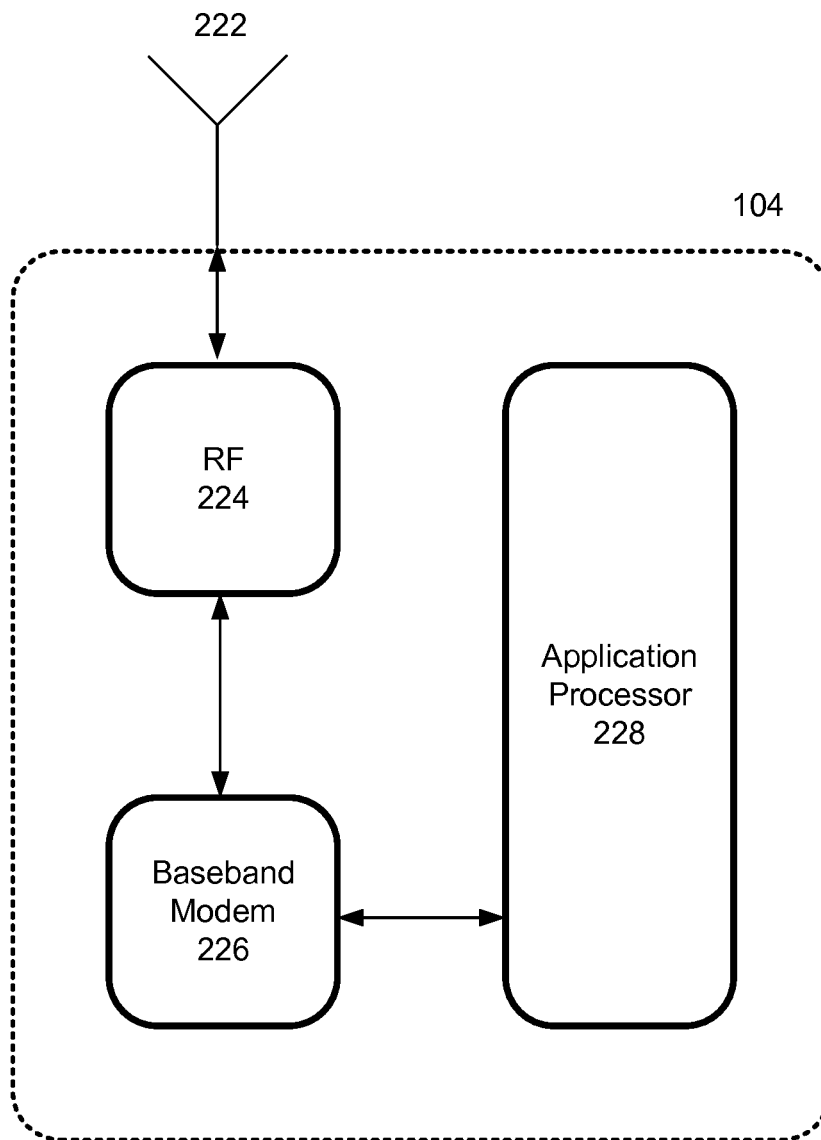 222
104
RF
224
Application
Processor
228
Baseband
Modem
226